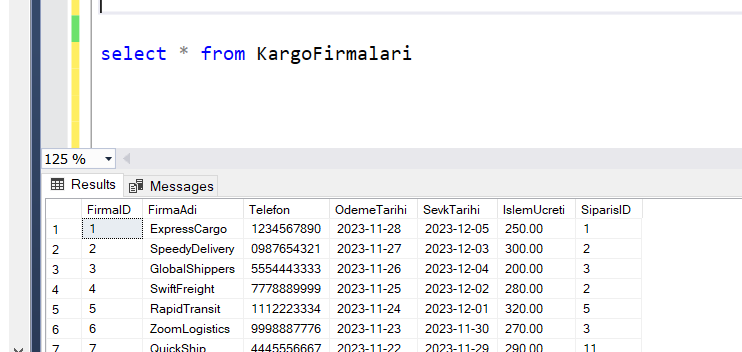 select * from KargoFirmalari
125 %
Results Messages
FirmaID FirmaAdi Telefon OdemeTarihi SevkTarihi IslemUcreti SiparisID
1 1 ExpressCargo 1234567890 2023-11-28 2023-12-05 250.00 1
2 2 SpeedyDelivery 0987654321 2023-11-27 2023-12-03 300.00 2
3 3 GlobalShippers 5554443333 2023-11-26 2023-12-04 200.00 3
4 4 SwiftFreight 7778889999 2023-11-25 2023-12-02 280.00 2
5 5 RapidTransit 1112223334 2023-11-24 2023-12-01 320.00 5
6 6 ZoomLogistics 9998887776 2023-11-23 2023-11-30 270.00 3
7 7 QuickShip 4445556667 2023-11-22 2023-11-29 290.00 11